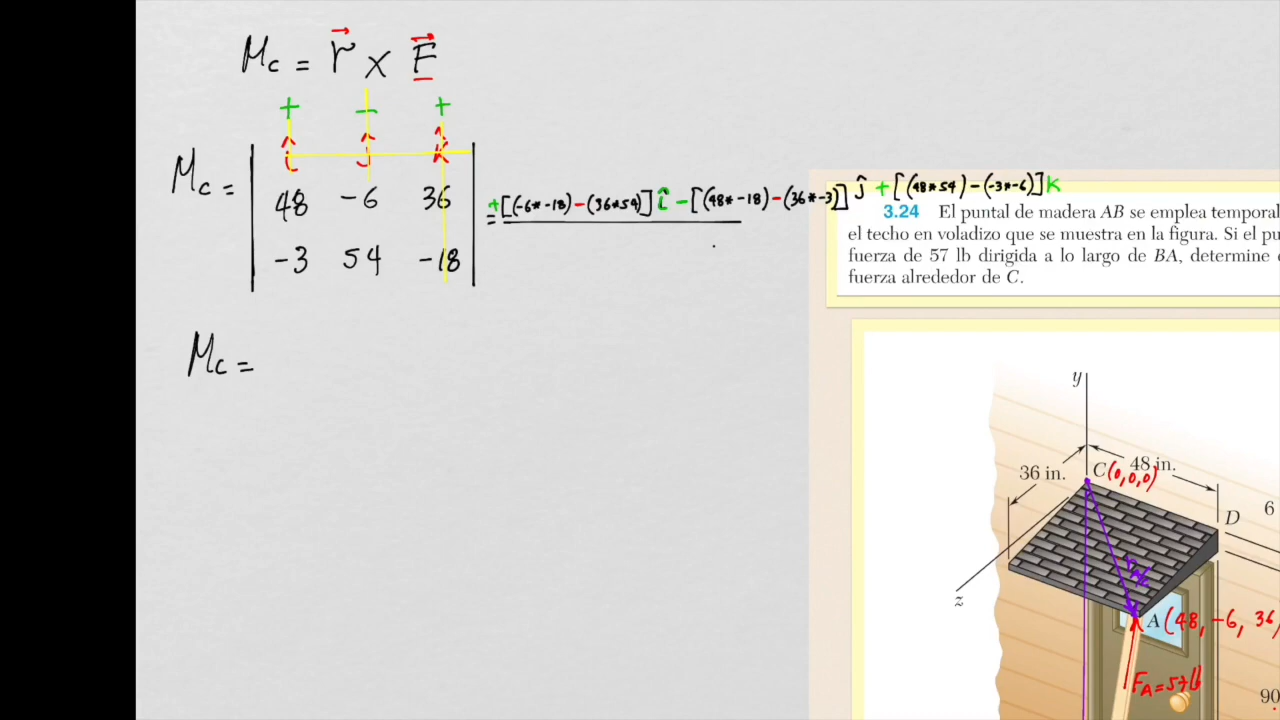 Mc = r x F
+ - +
î ĵ k̂
Mc =
48 -6 36
-3 54 -18
= +[(-6*-18)-(36*54)] î -[(48*-18)-(36*-3)] ĵ +[(48*54)-(-3*-6)]k
Mc =
3.24 El puntal de madera AB se emplea temporal
el techo en voladizo que se muestra en la figura. Si el pu
fuerza de 57 lb dirigida a lo largo de BA, determine
fuerza alrededor de C.
y
36 in.
C(0,0,0)
48 in.
6
D
z
A(48, -6, 36)
FA=57lb
90